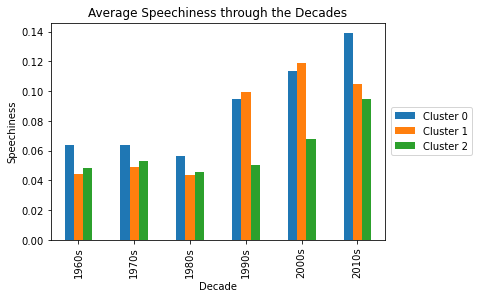 Average Speechiness through the Decades
0.14
0.12
0.10
0.08
0.06
0.04
0.02
0.00
Speechiness
1960s
1970s
1980s
1990s
2000s
2010s
Decade
Cluster 0
Cluster 1
Cluster 2